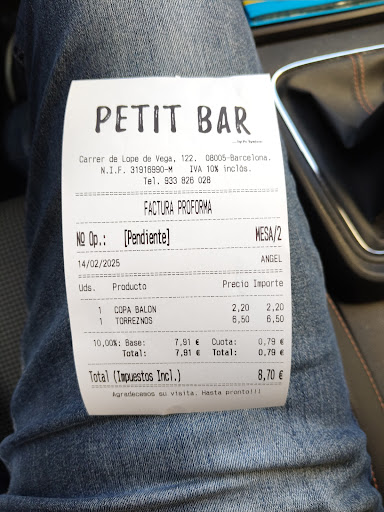 PETIT BAR
Carrer de Lope de Vega, 122. 08005-Barcelona.
N.I.F. 31916990-M IVA 10% inclós.
Tel. 933 826 028
FACTURA PROFORMA
Nº Op.: [Pendiente] MESA/2
14/02/2025 ANGEL
Uds. Producto Precio Importe
1 COPA BALON 2,20 2,20
1 TORREZNOS 6,50 6,50
10,00%: Base: 7,91 € Cuota: 0,79 €
Total: 7,91 € Total: 0,79 €
Total (Impuestos Incl.) 8,70 €
Agradecemos su visita. Hasta pronto!!!